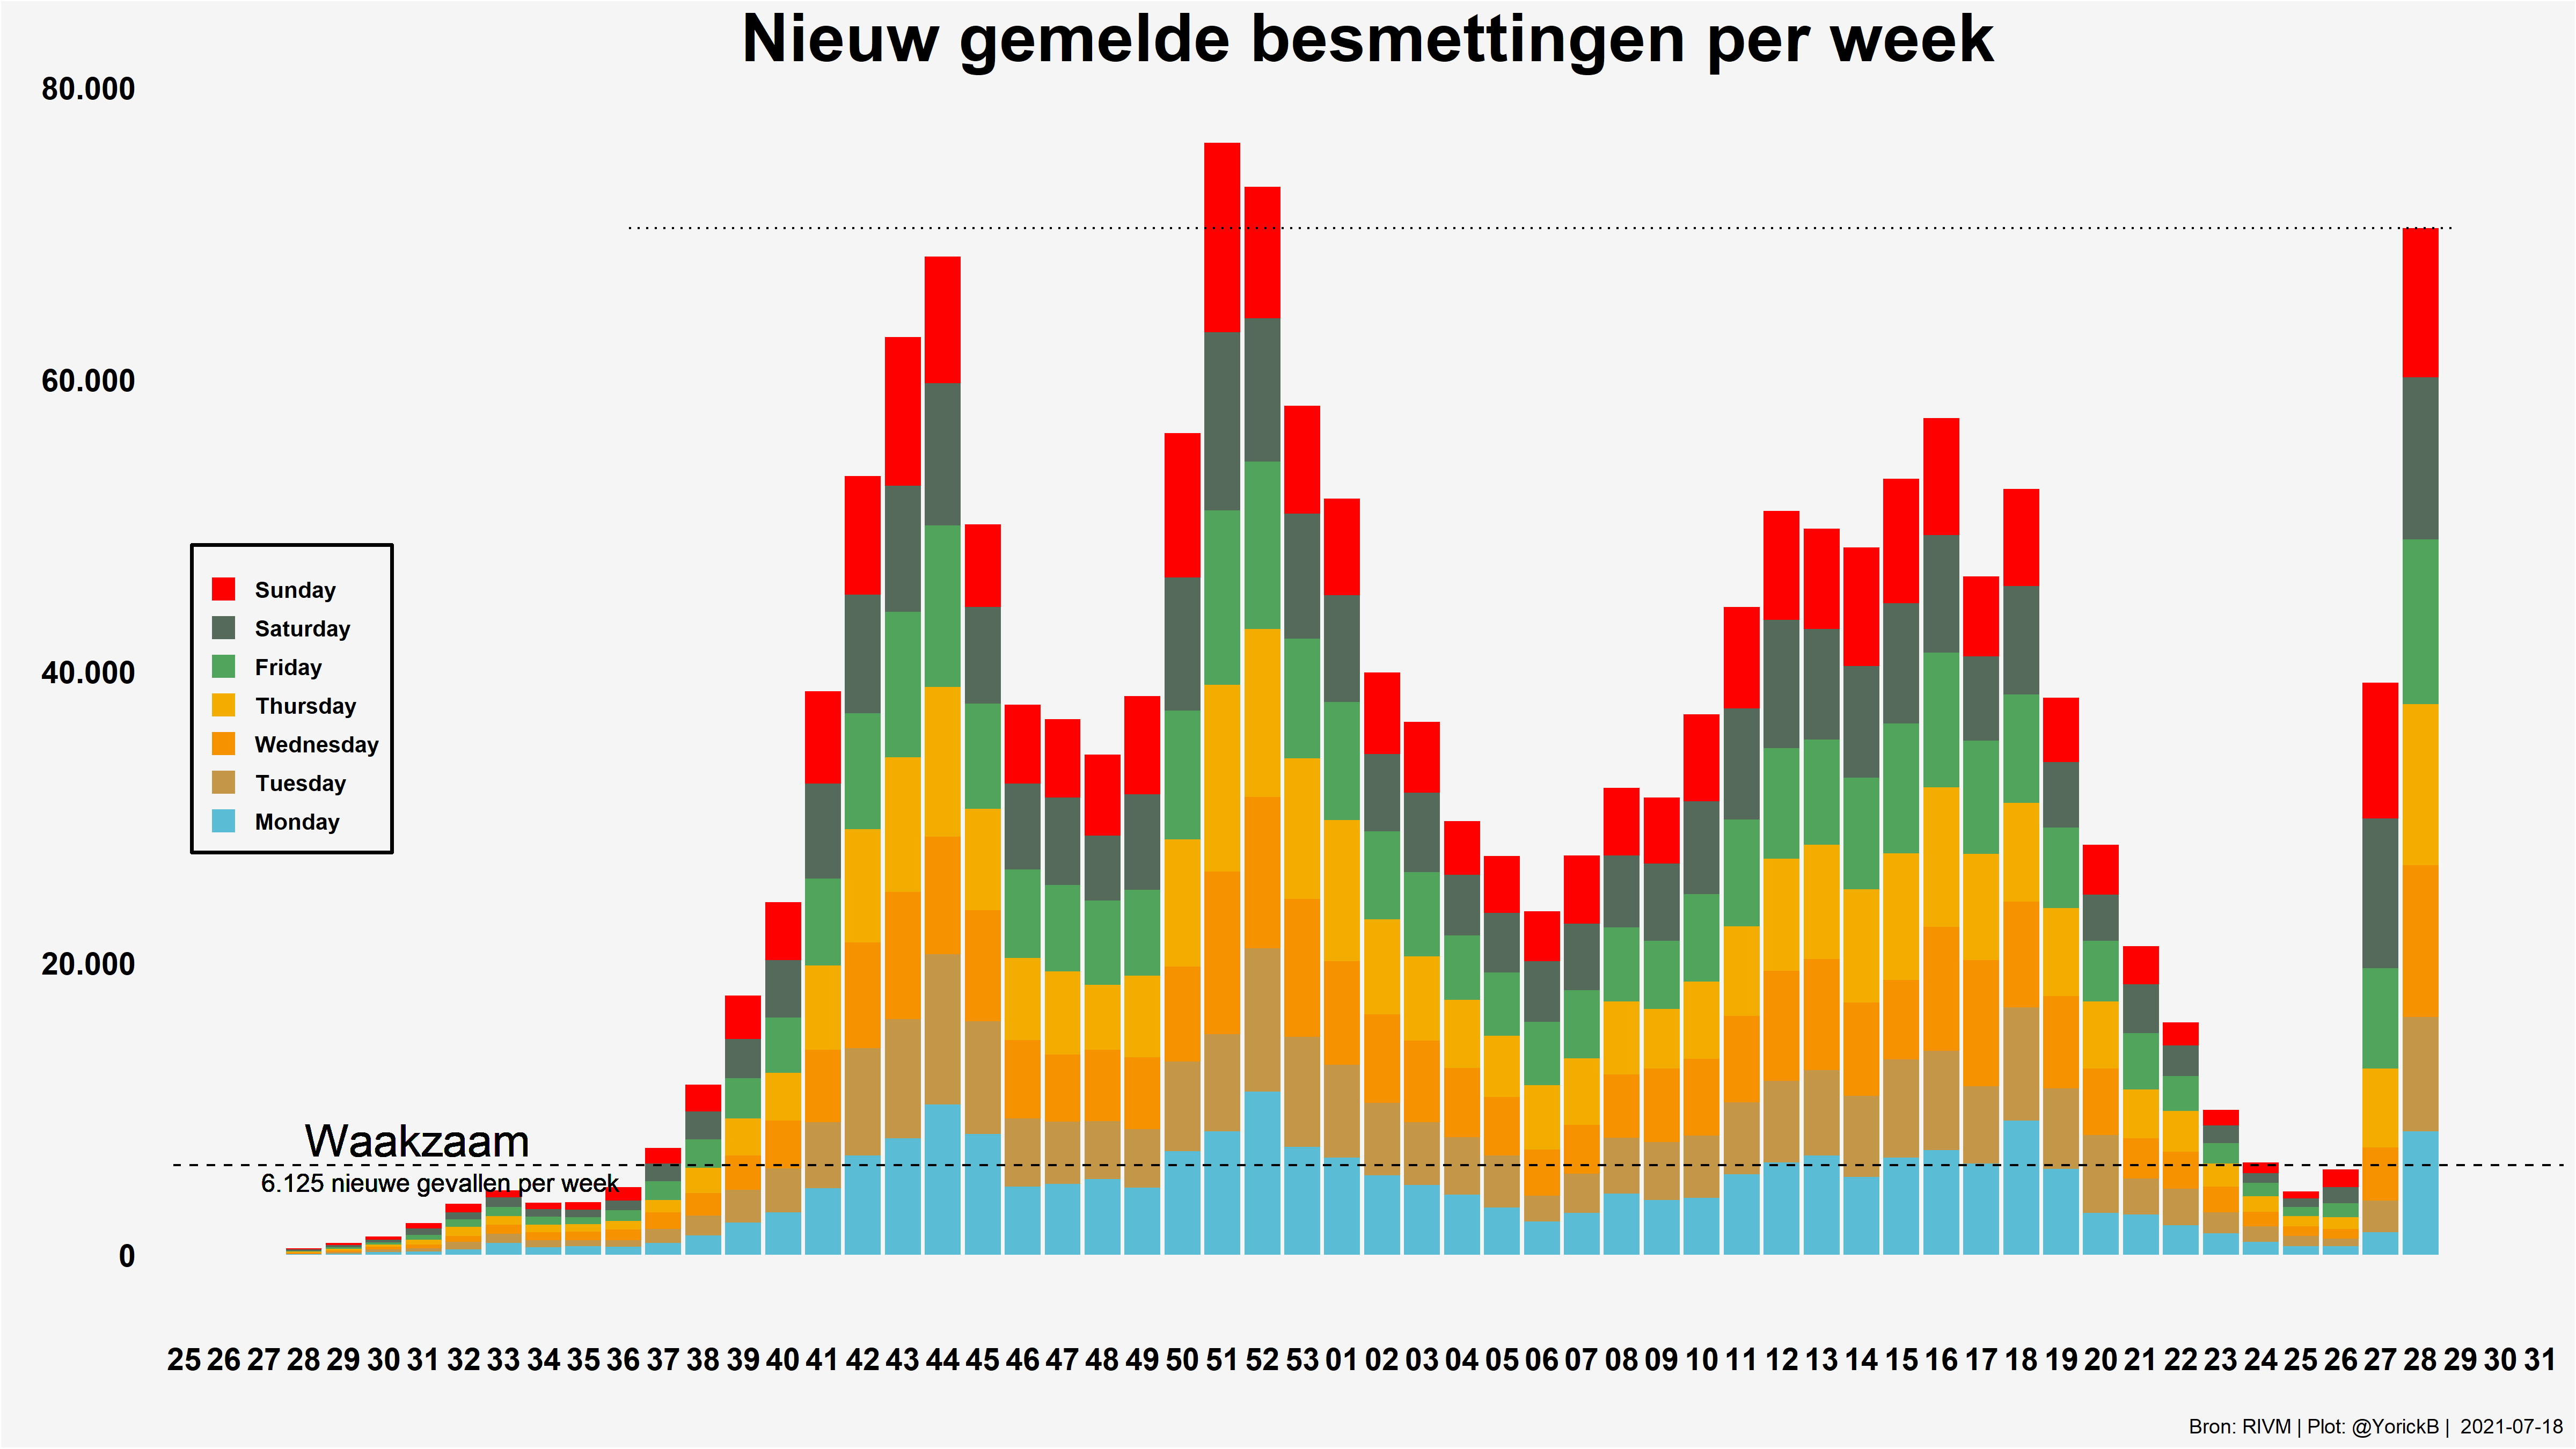 Nieuw gemelde besmettingen per week
80.000
60.000
40.000
20.000
0
Sunday
Saturday
Friday
Thursday
Wednesday
Tuesday
Monday
Waakzaam
6.125 nieuwe gevallen per week
25 26 27 28 29 30 31 32 33 34 35 36 37 38 39 40 41 42 43 44 45 46 47 48 49 50 51 52 53 01 02 03 04 05 06 07 08 09 10 11 12 13 14 15 16 17 18 19 20 21 22 23 24 25 26 27 28 29 30 31
Bron: RIVM | Plot: @YorickB | 2021-07-18